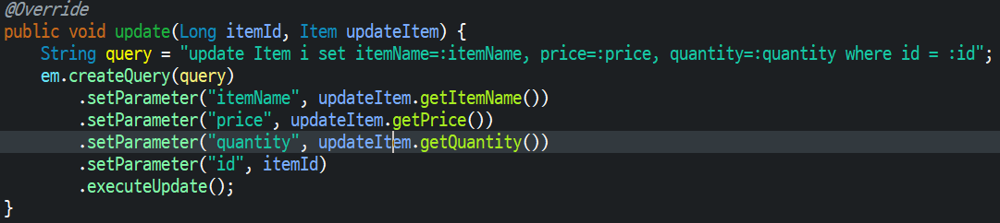 @Override
public void update(Long itemId, Item updateItem) {
    String query = "update Item i set itemName=:itemName, price=:price, quantity=:quantity where id = :id";
    em.createQuery(query)
        .setParameter("itemName", updateItem.getItemName())
        .setParameter("price", updateItem.getPrice())
        .setParameter("quantity", updateItem.getQuantity())
        .setParameter("id", itemId)
        .executeUpdate();
}